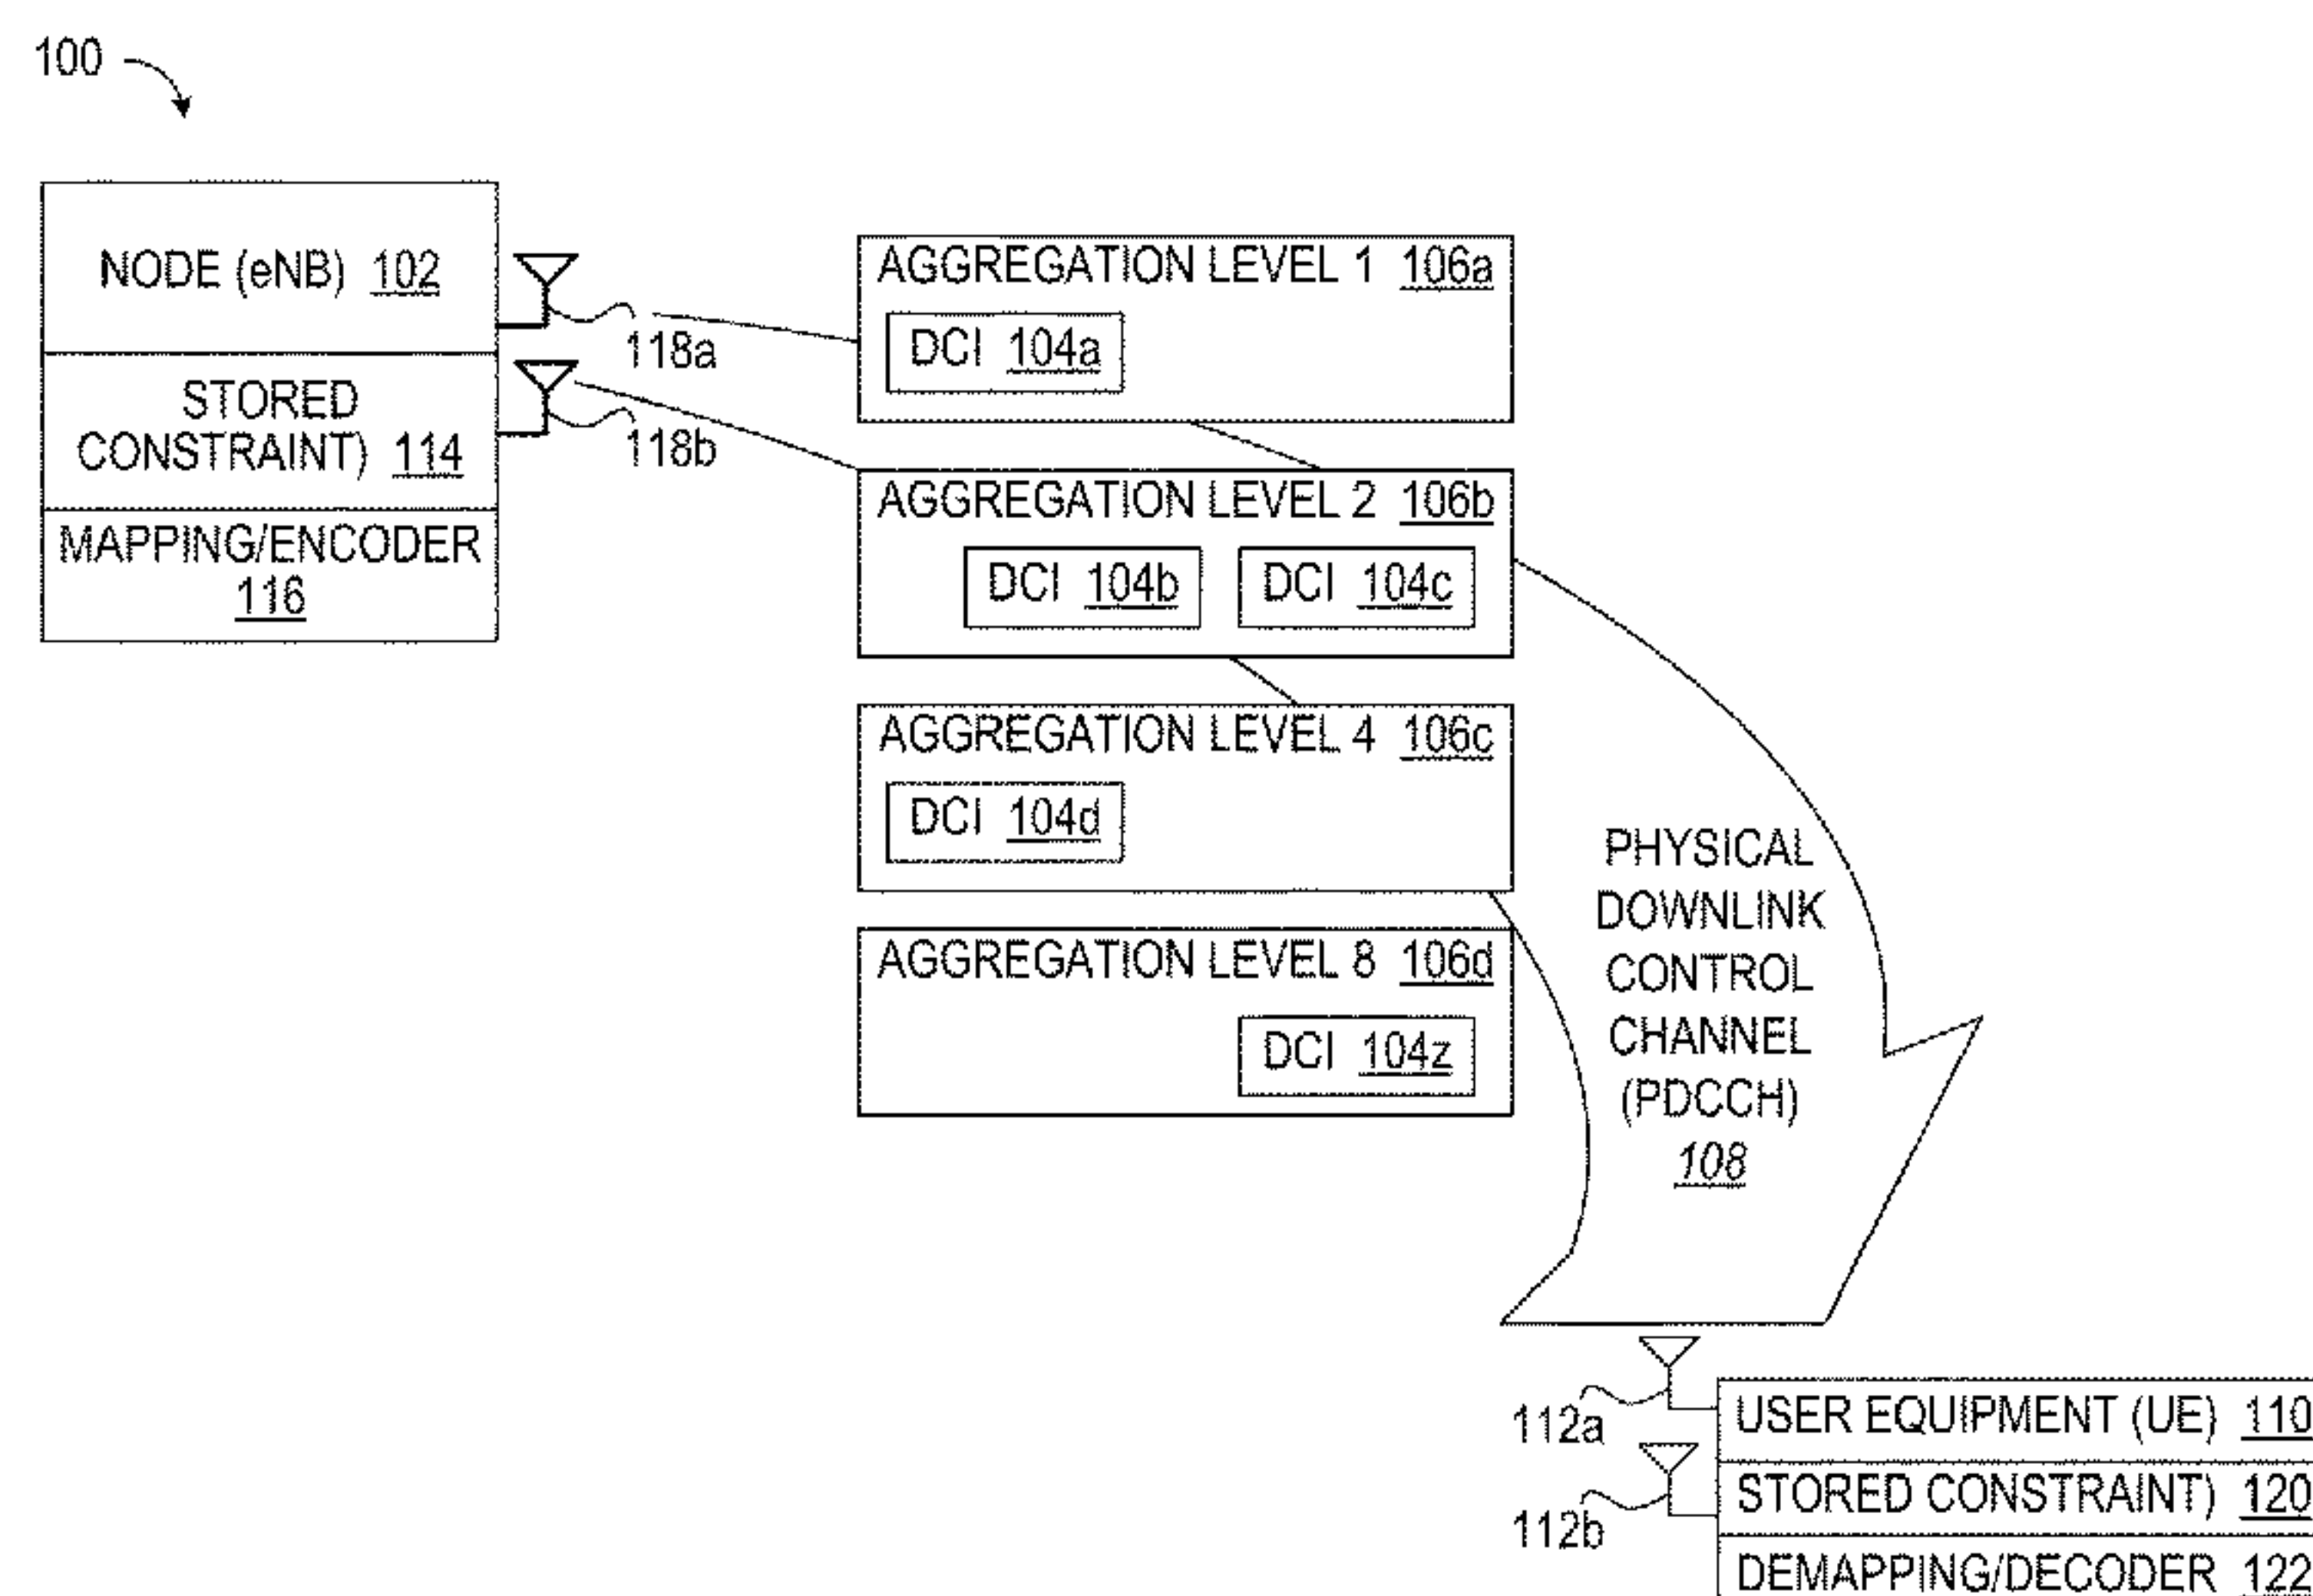 100
NODE (eNB) 102
STORED
CONSTRAINT) 114
MAPPING/ENCODER
116
118a
118b
AGGREGATION LEVEL 1 106a
DCI 104a
AGGREGATION LEVEL 2 106b
DCI 104b DCI 104c
AGGREGATION LEVEL 4 106c
DCI 104d
AGGREGATION LEVEL 8 106d
DCI 104z
PHYSICAL
DOWNLINK
CONTROL
CHANNEL
(PDCCH)
108
112a
112b
USER EQUIPMENT (UE) 110
STORED CONSTRAINT) 120
DEMAPPING/DECODER 122